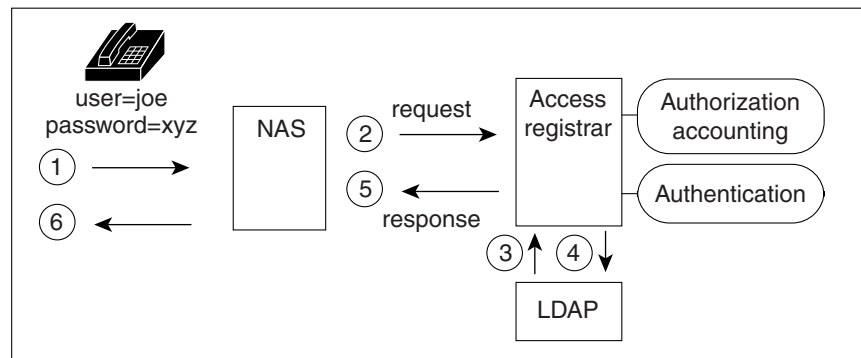 user=joe
password=xyz
1
6
NAS
2
request
5
response
Access
registrar
Authorization
accounting
Authentication
3
4
LDAP